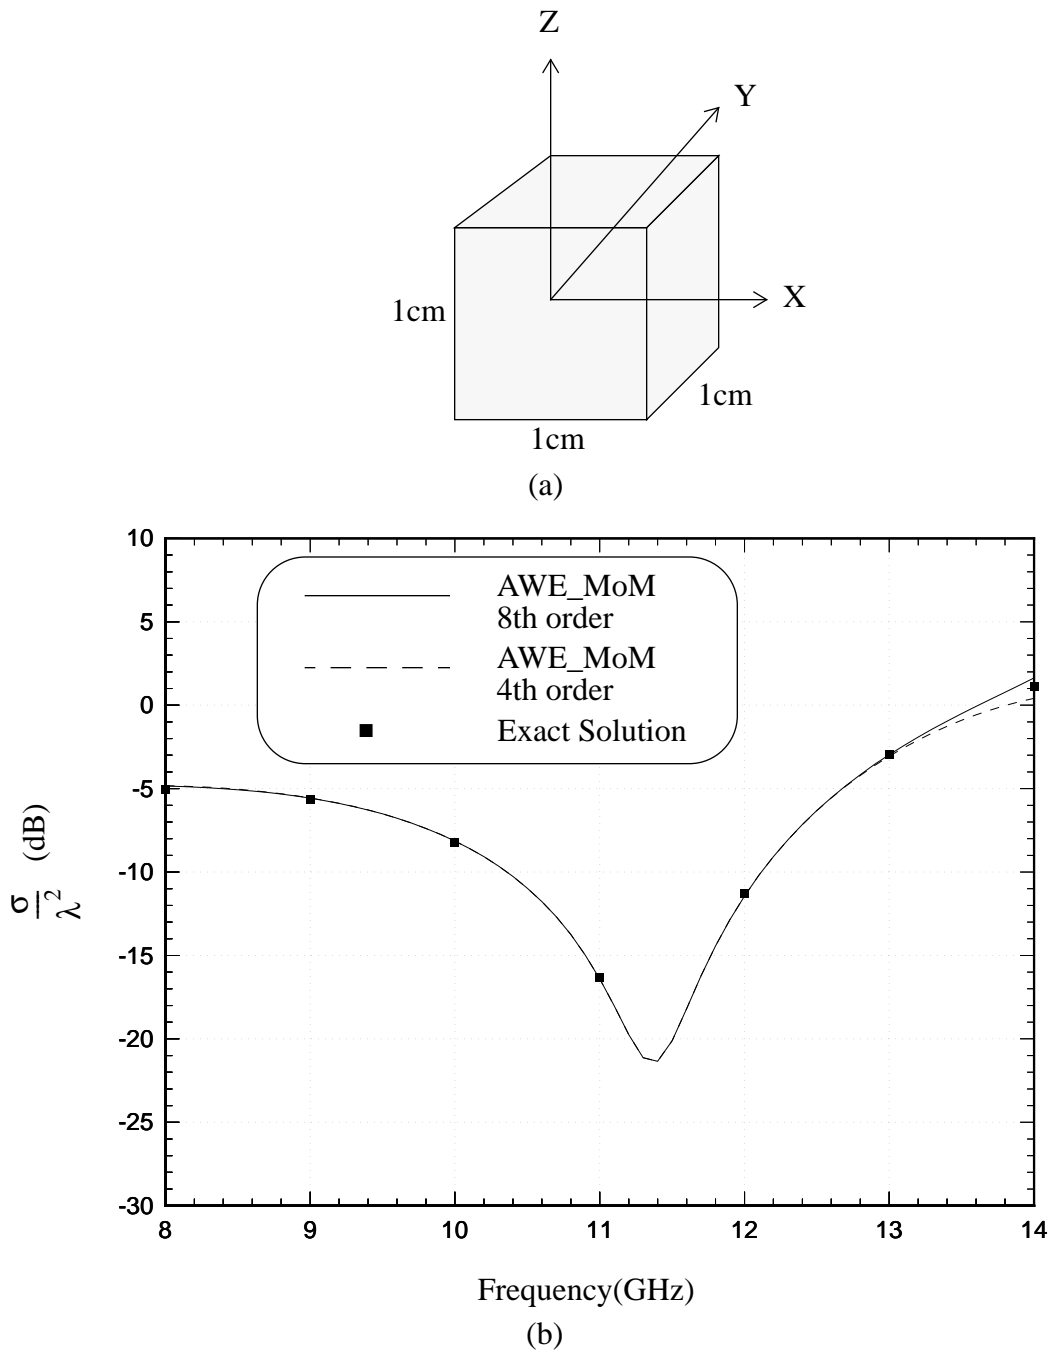 Z
Y
X
1cm
1cm
1cm
(a)
10
5
0
-5
-10
-15
-20
-25
-30
σ/λ² (dB)
AWE_MoM
8th order
AWE_MoM
4th order
Exact Solution
8 9 10 11 12 13 14
Frequency(GHz)
(b)